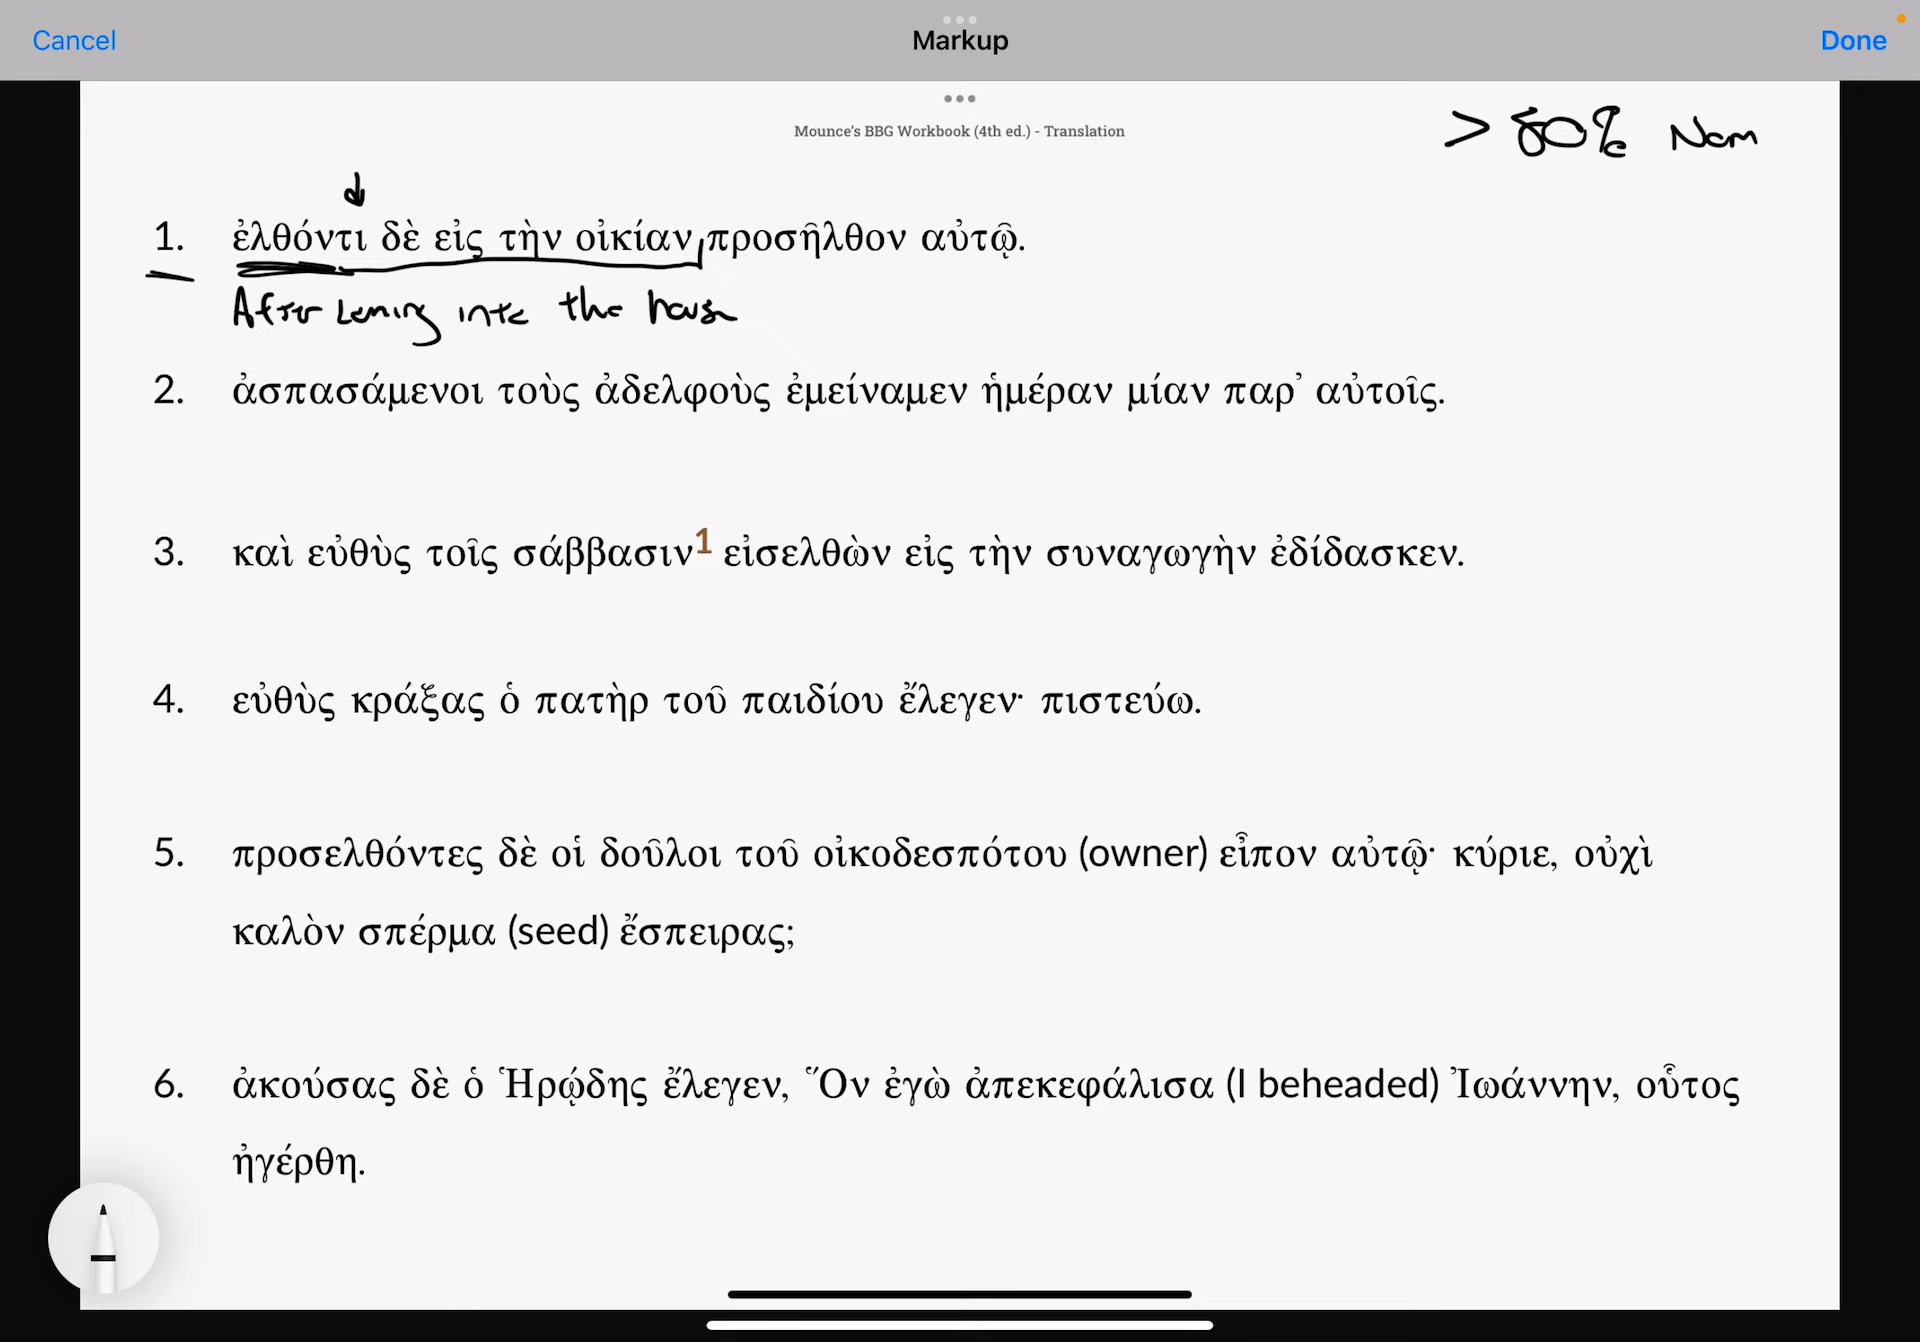 Cancel Markup Done
Mounce's BBG Workbook (4th ed.) - Translation
> 80% Nom
1. ἐλθόντι δὲ εἰς τὴν οἰκίαν προσῆλθον αὐτῷ.
After coming into the house
2. ἀσπασάμενοι τοὺς ἀδελφοὺς ἐμείναμεν ἡμέραν μίαν παρ᾽ αὐτοῖς.
3. καὶ εὐθὺς τοῖς σάββασιν1 εἰσελθὼν εἰς τὴν συναγωγὴν ἐδίδασκεν.
4. εὐθὺς κράξας ὁ πατὴρ τοῦ παιδίου ἔλεγεν· πιστεύω.
5. προσελθόντες δὲ οἱ δοῦλοι τοῦ οἰκοδεσπότου (owner) εἶπον αὐτῷ· κύριε, οὐχὶ
καλὸν σπέρμα (seed) ἔσπειρας;
6. ἀκούσας δὲ ὁ Ἡρῴδης ἔλεγεν, Ὃν ἐγὼ ἀπεκεφάλισα (I beheaded) Ἰωάννην, οὗτος
ἠγέρθη.